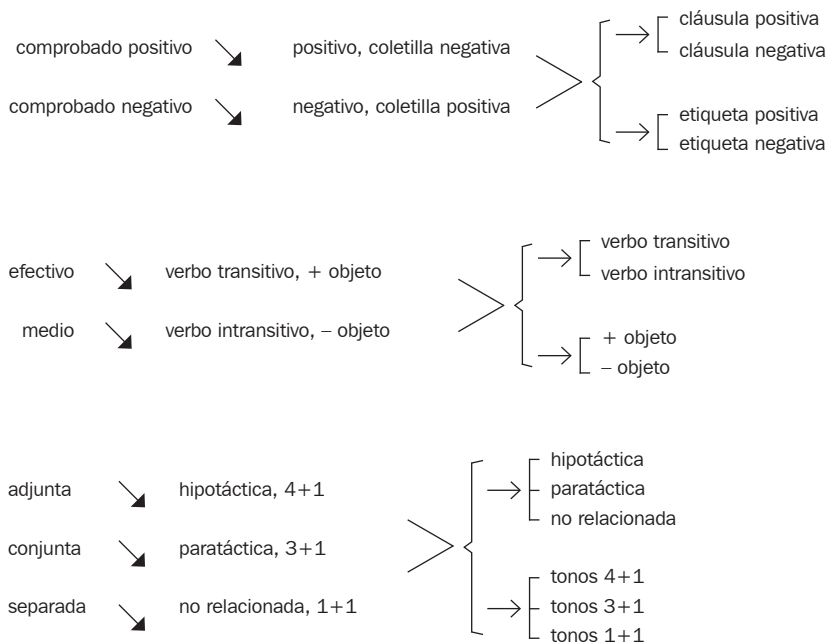 comprobado positivo positivo, coletilla negativa
comprobado negativo negativo, coletilla positiva
cláusula positiva
cláusula negativa
etiqueta positiva
etiqueta negativa
efectivo verbo transitivo, + objeto
medio verbo intransitivo, – objeto
verbo transitivo
verbo intransitivo
+ objeto
– objeto
adjunta hipotáctica, 4+1
conjunta paratáctica, 3+1
separada no relacionada, 1+1
hipotáctica
paratáctica
no relacionada
tonos 4+1
tonos 3+1
tonos 1+1